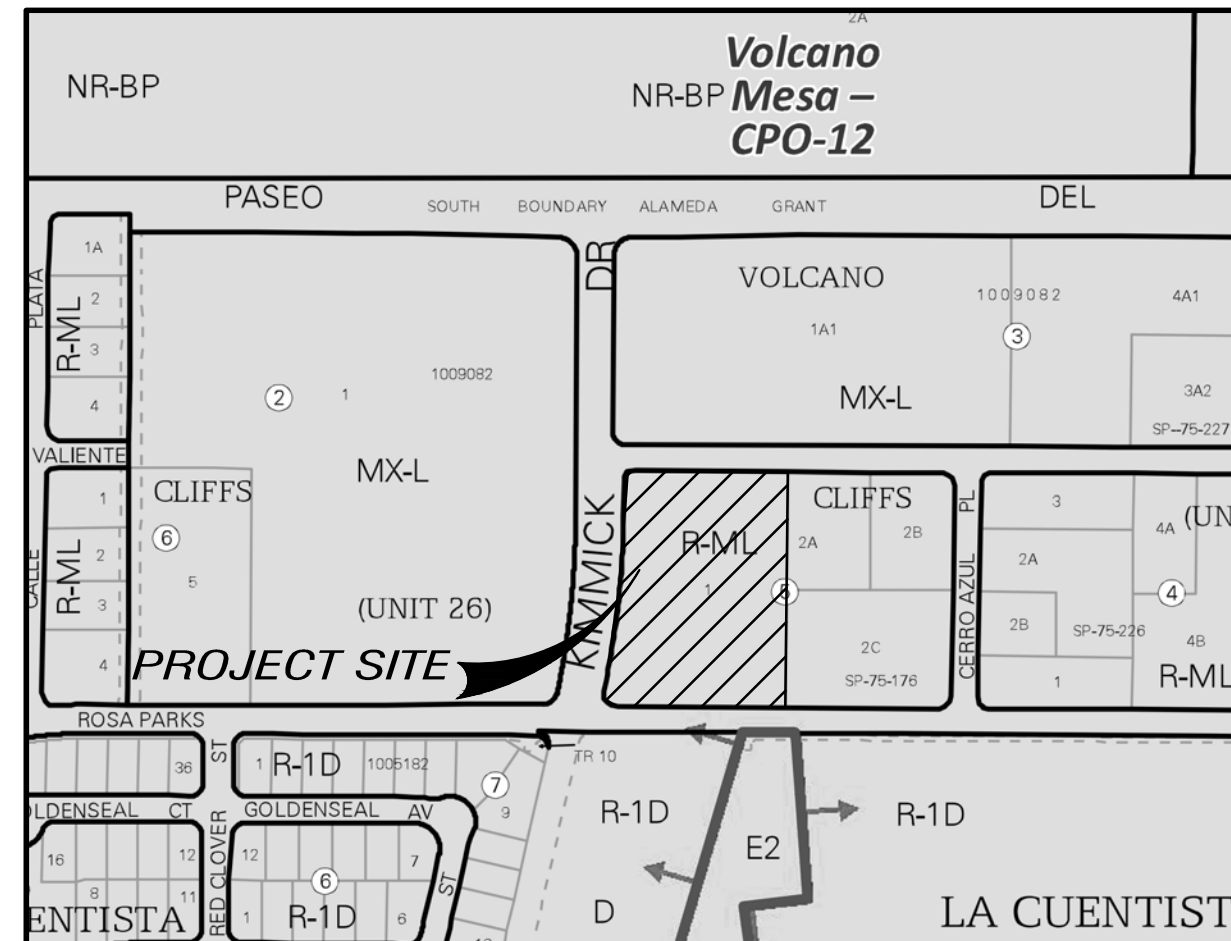 2A
Volcano
Mesa –
CPO-12
NR-BP
NR-BP
PASEO
SOUTH BOUNDARY ALAMEDA GRANT
DEL
DR
1A
2
3
4
PLATA
R-ML
VOLCANO
1009082
4A1
1A1
3
MX-L
3A2
SP-75-227
1009082
2
1
MX-L
VALIENTE
CLIFFS
6
5
1
2
3
4
R-ML
CALLE
(UNIT 26)
KIMMICK
PROJECT SITE
R-ML
1
CLIFFS
2A
2B
5
2C
SP-75-176
CERRO AZUL PL
3
2A
2B
SP-75-226
1
4A
(UN
4
4B
R-ML
ROSA PARKS
ST
36
1
R-1D
1005182
7
9
TR 10
R-1D
E2
R-1D
D
LDENSEAL CT
GOLDENSEAL AV
RED CLOVER
16
12
8
11
ENTISTA
12
7
6
1
R-1D
6
ST
LA CUENTIST